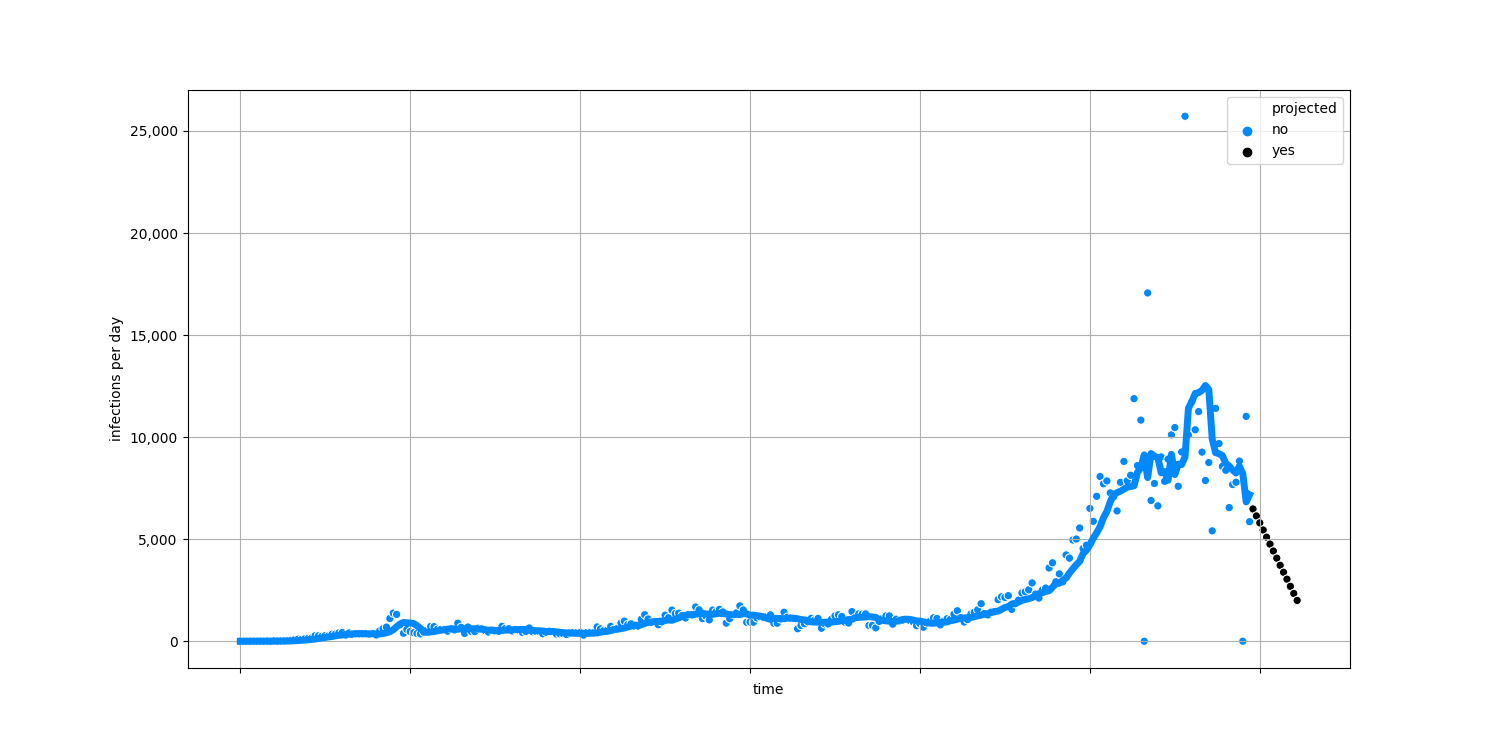 projected
no
yes
25,000
20,000
15,000
10,000
5,000
0
infections per day
time